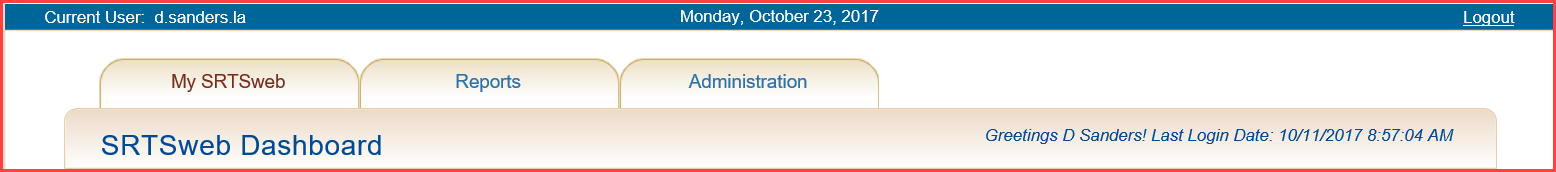 Current User: d.sanders.la Monday, October 23, 2017 Logout
My SRTSweb Reports Administration
SRTSweb Dashboard Greetings D Sanders! Last Login Date: 10/11/2017 8:57:04 AM